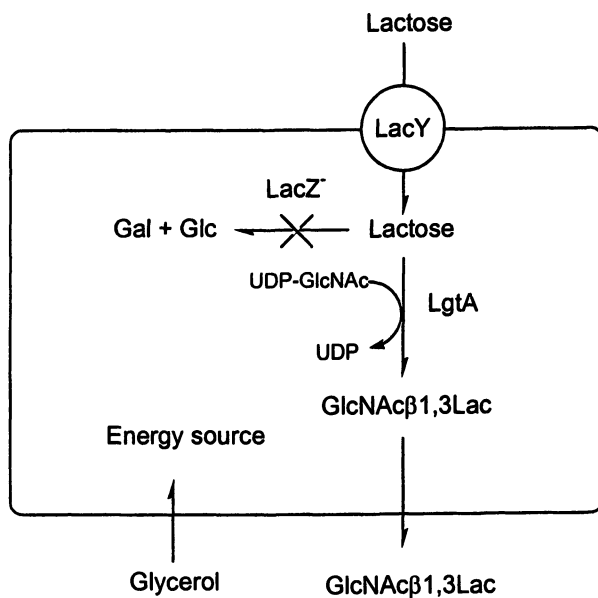 Lactose
LacY
LacZ⁻
Gal + Glc
Lactose
UDP-GlcNAc
LgtA
UDP
GlcNAcβ1,3Lac
Energy source
Glycerol
GlcNAcβ1,3Lac